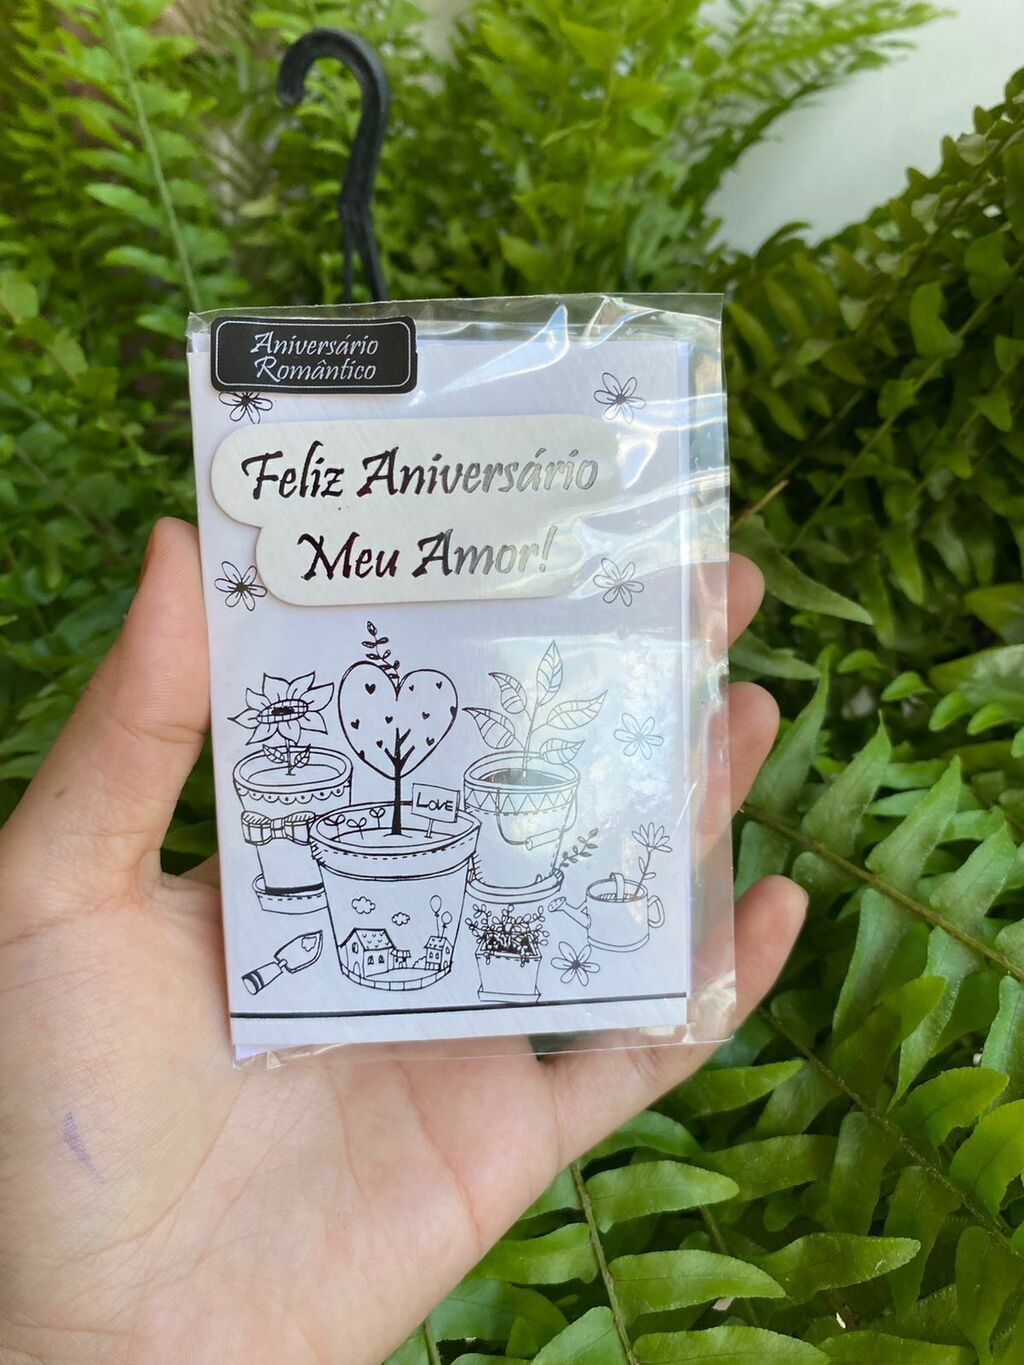 Aniversário
Romântico
Feliz Aniversário
Meu Amor!
LOVE